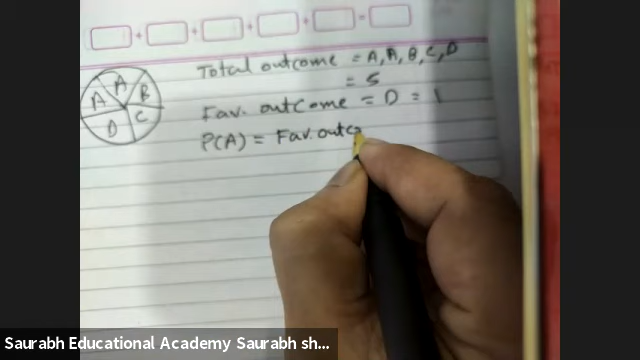 A A B C D
Total outcome = A, A, B, C, D
= 5
Fav. outcome = D = 1
P(A) = Fav. outco
Saurabh Educational Academy Saurabh sh...